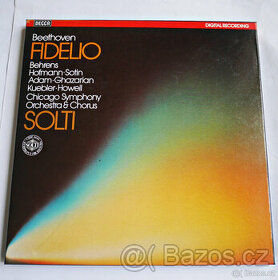 DECCA
DIGITAL RECORDING
Beethoven
FIDELIO
Behrens
Hofmann·Sotin
Adam·Ghazarian
Kuebler·Howell
Chicago Symphony
Orchestra & Chorus
SOLTI
Bazos.cz